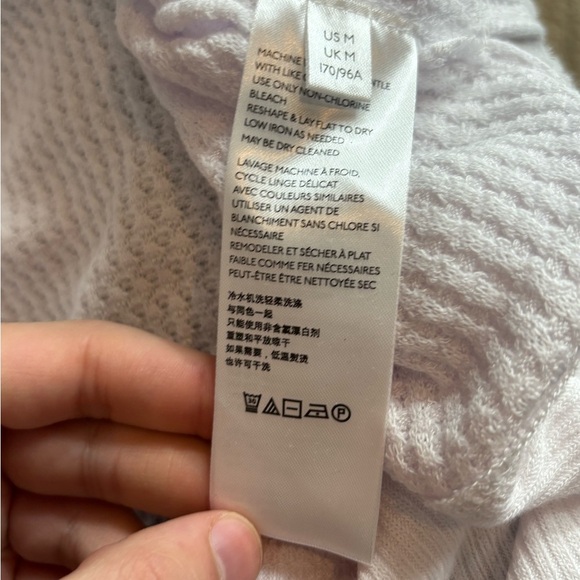 US M
UK M
170/96A
MACHINE
WITH LIKE
USE ONLY NON-CHLORINE
BLEACH
RESHAPE & LAY FLAT TO DRY
LOW IRON AS NEEDED
MAY BE DRY CLEANED
LAVAGE MACHINE À FROID,
CYCLE LINGE DÉLICAT
AVEC COULEURS SIMILAIRES
UTILISER UN AGENT DE
BLANCHIMENT SANS CHLORE SI
NÉCESSAIRE
REMODELER ET SÉCHER À PLAT
FAIBLE COMME FER NÉCESSAIRES
PEUT-ÊTRE ÊTRE NETTOYÉE SEC
冷水机洗轻柔洗涤
与同色一起
只能使用非含氯漂白剂
重塑和平放晾干
如果需要，低温熨烫
也许可干洗
30 P